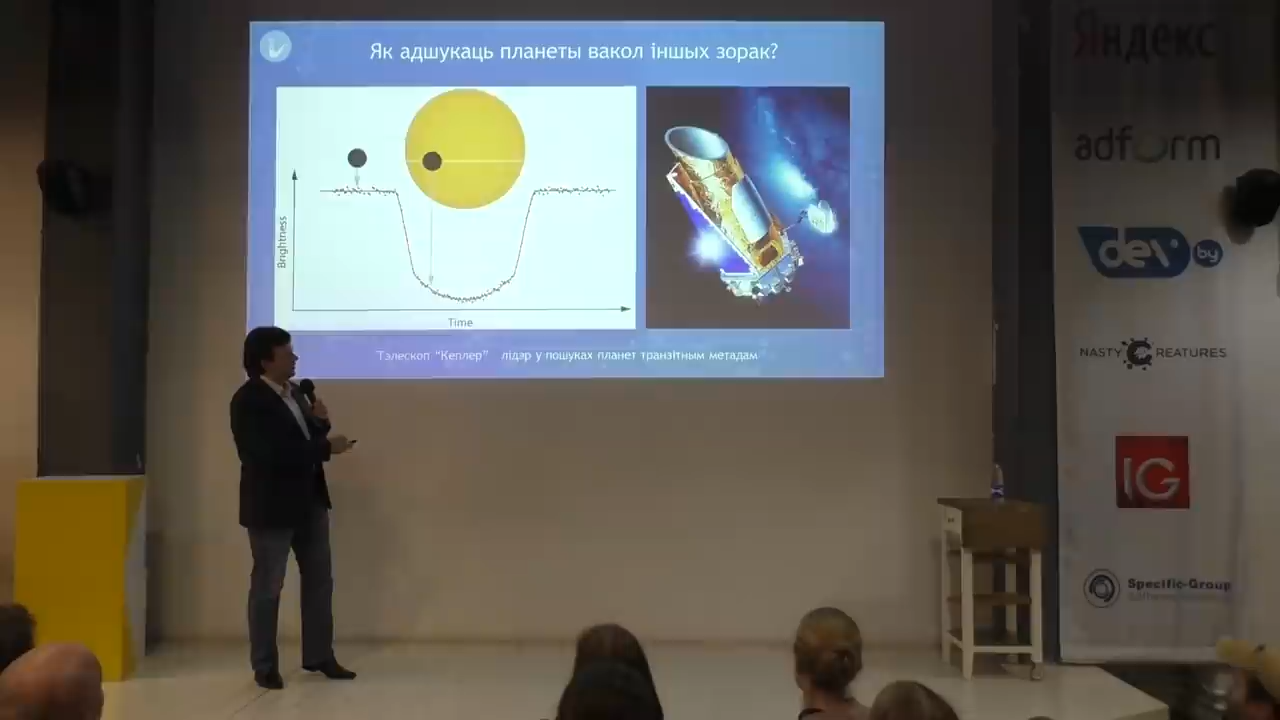 Як адшукаць планеты вакол іншых зорак?
Brightness
Time
Тэлескоп “Кеплер” лідэр у пошуках планет транзітным метадам
Яндекс
adform
dev by
NASTY CREATURES
IG
Specific-Group